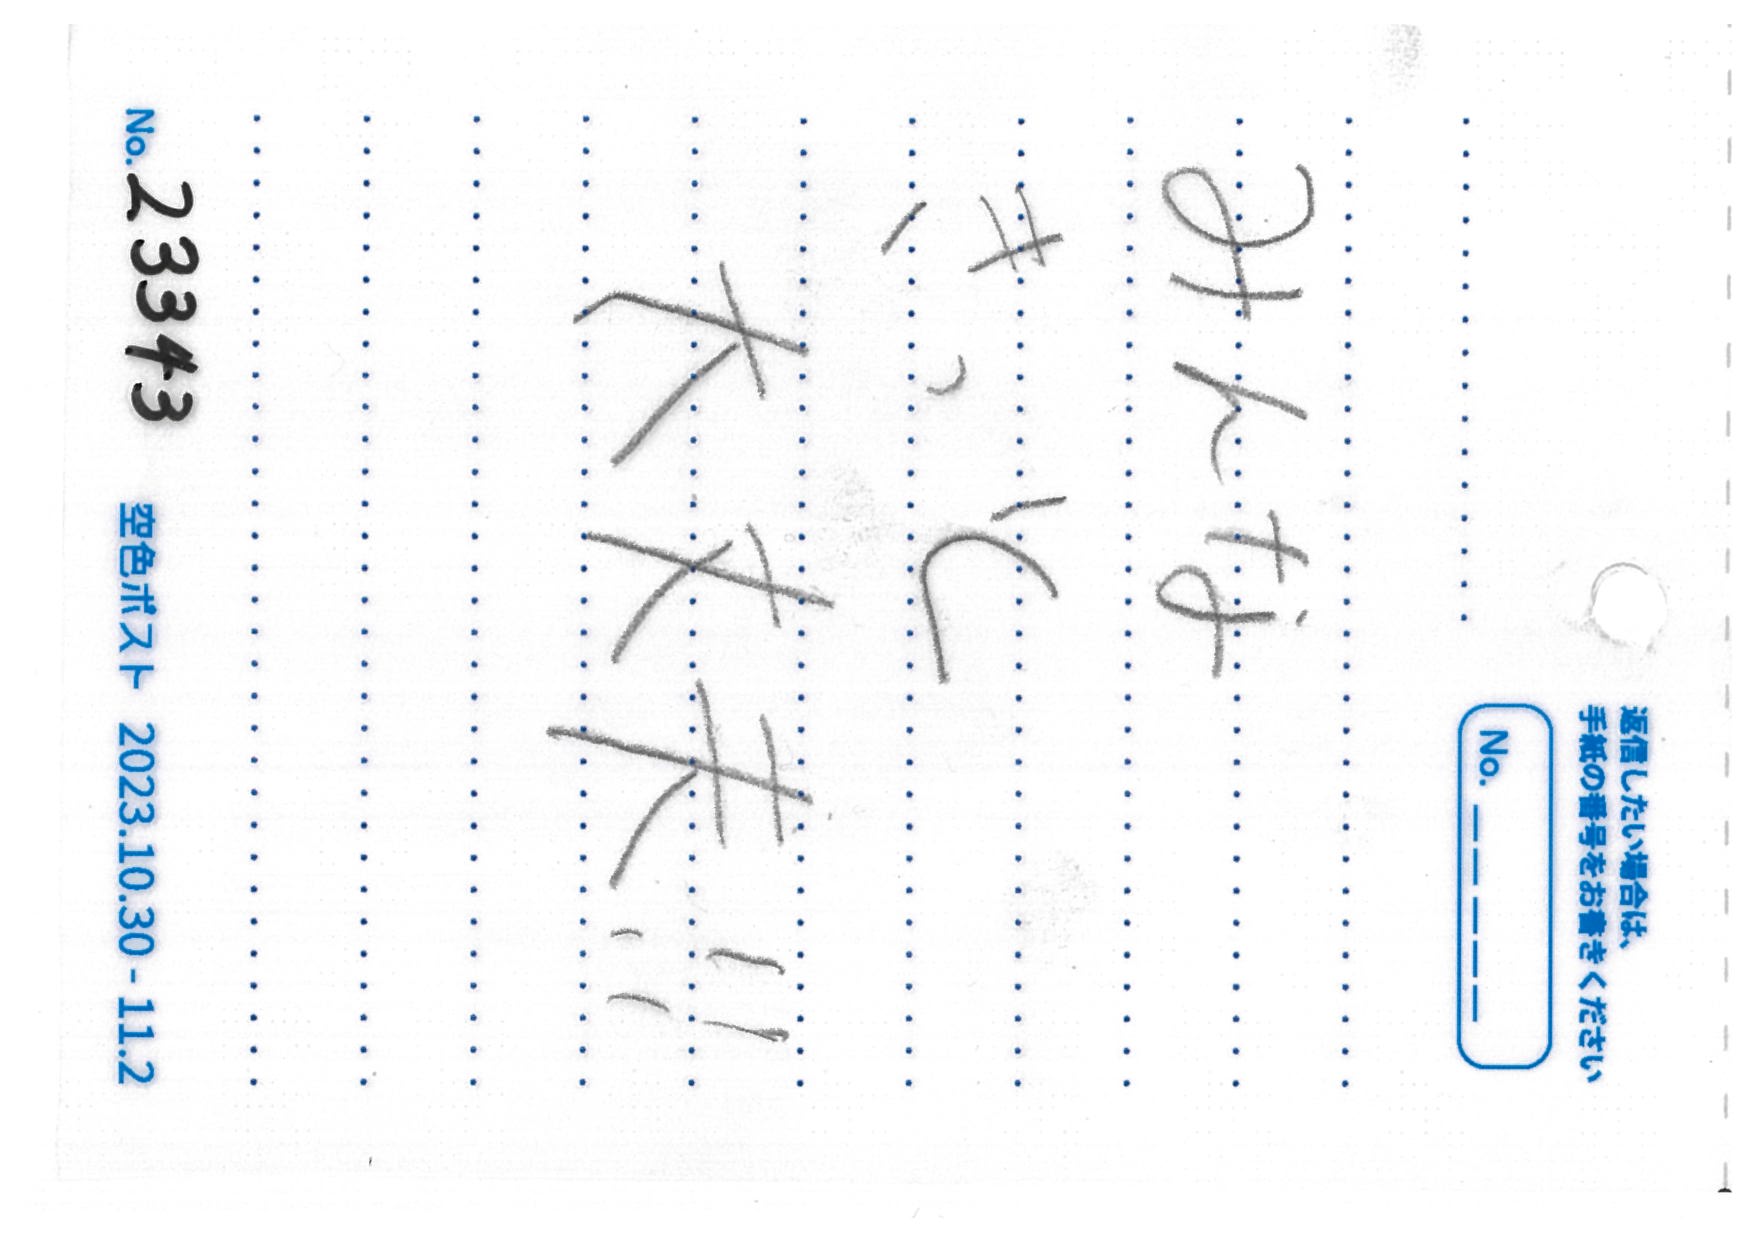 返信したい場合は、
手紙の番号をお書きください
No. _ _ _ _ _
みんな
きっと
大丈夫!!
No. 23343 空色ポスト 2023.10.30 - 11.2